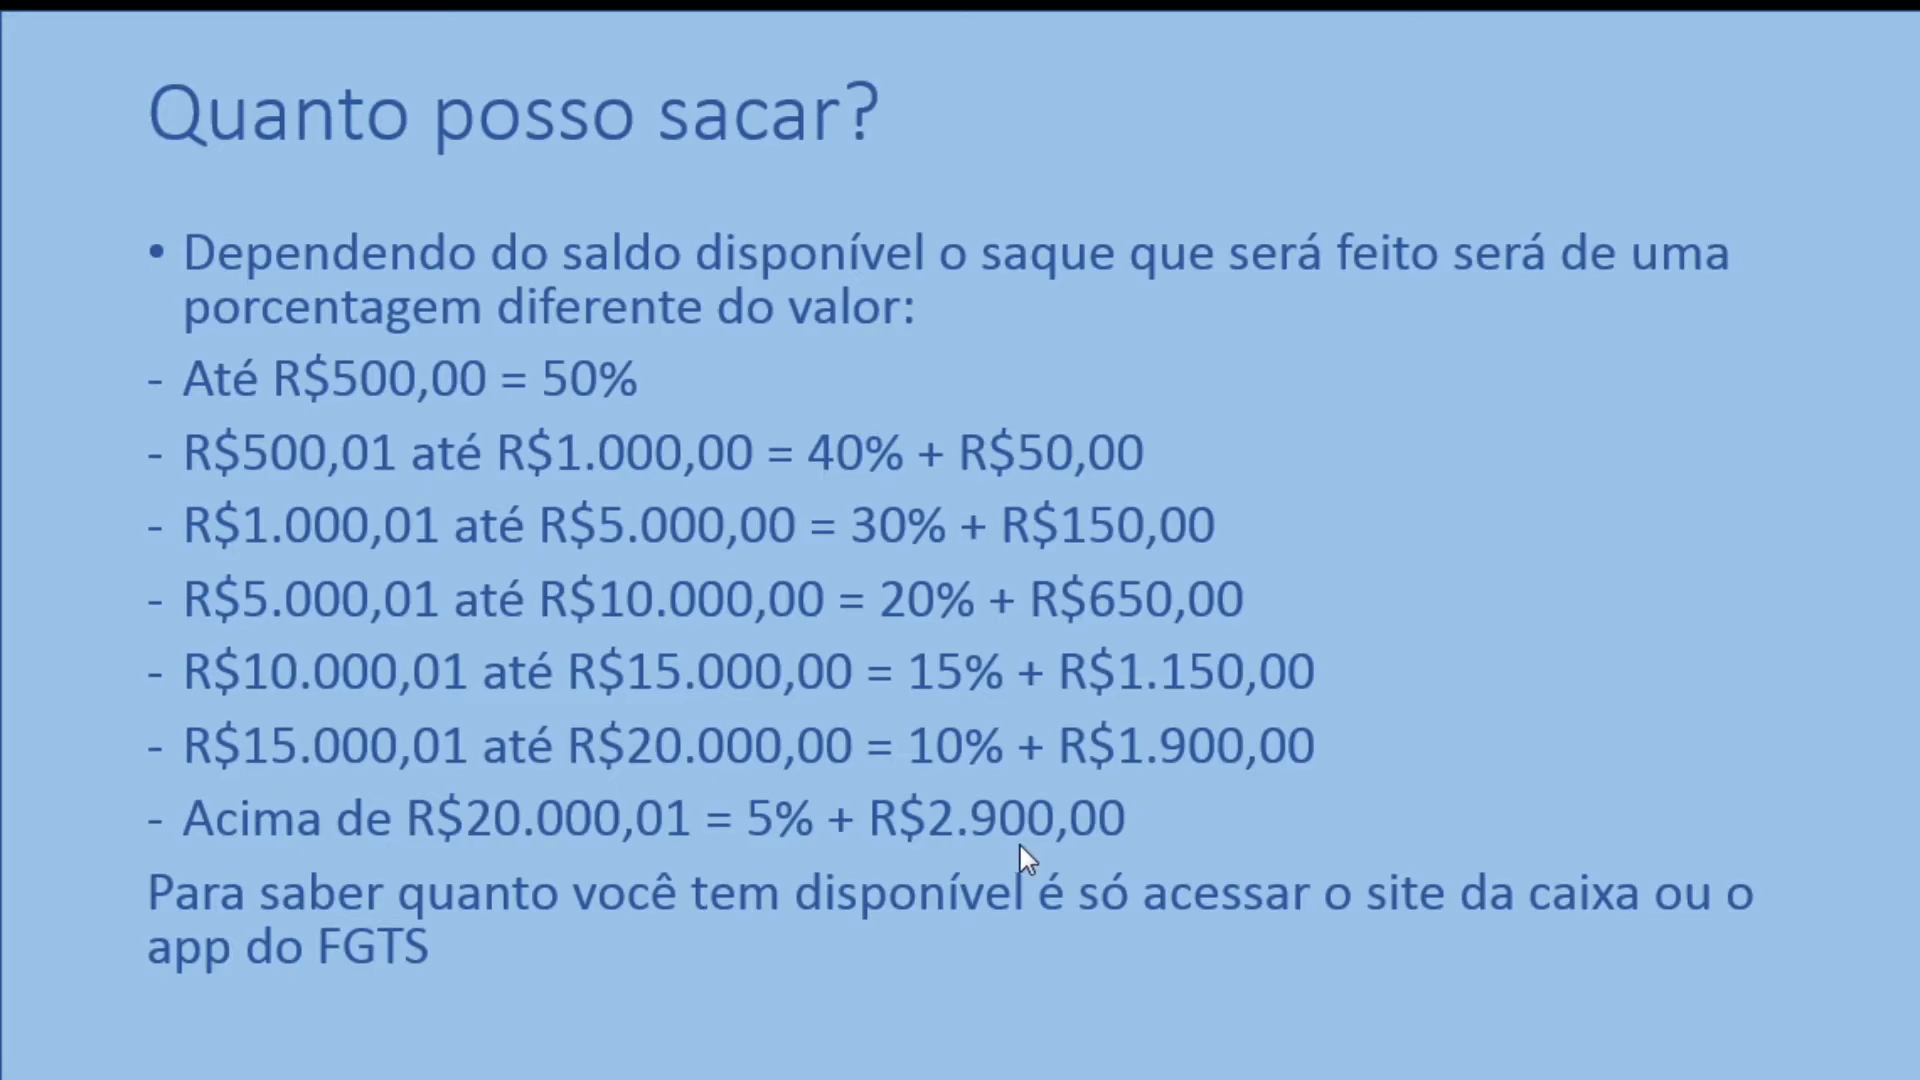 Quanto posso sacar?
• Dependendo do saldo disponível o saque que será feito será de uma
porcentagem diferente do valor:
- Até R$500,00 = 50%
- R$500,01 até R$1.000,00 = 40% + R$50,00
- R$1.000,01 até R$5.000,00 = 30% + R$150,00
- R$5.000,01 até R$10.000,00 = 20% + R$650,00
- R$10.000,01 até R$15.000,00 = 15% + R$1.150,00
- R$15.000,01 até R$20.000,00 = 10% + R$1.900,00
- Acima de R$20.000,01 = 5% + R$2.900,00
Para saber quanto você tem disponível é só acessar o site da caixa ou o
app do FGTS